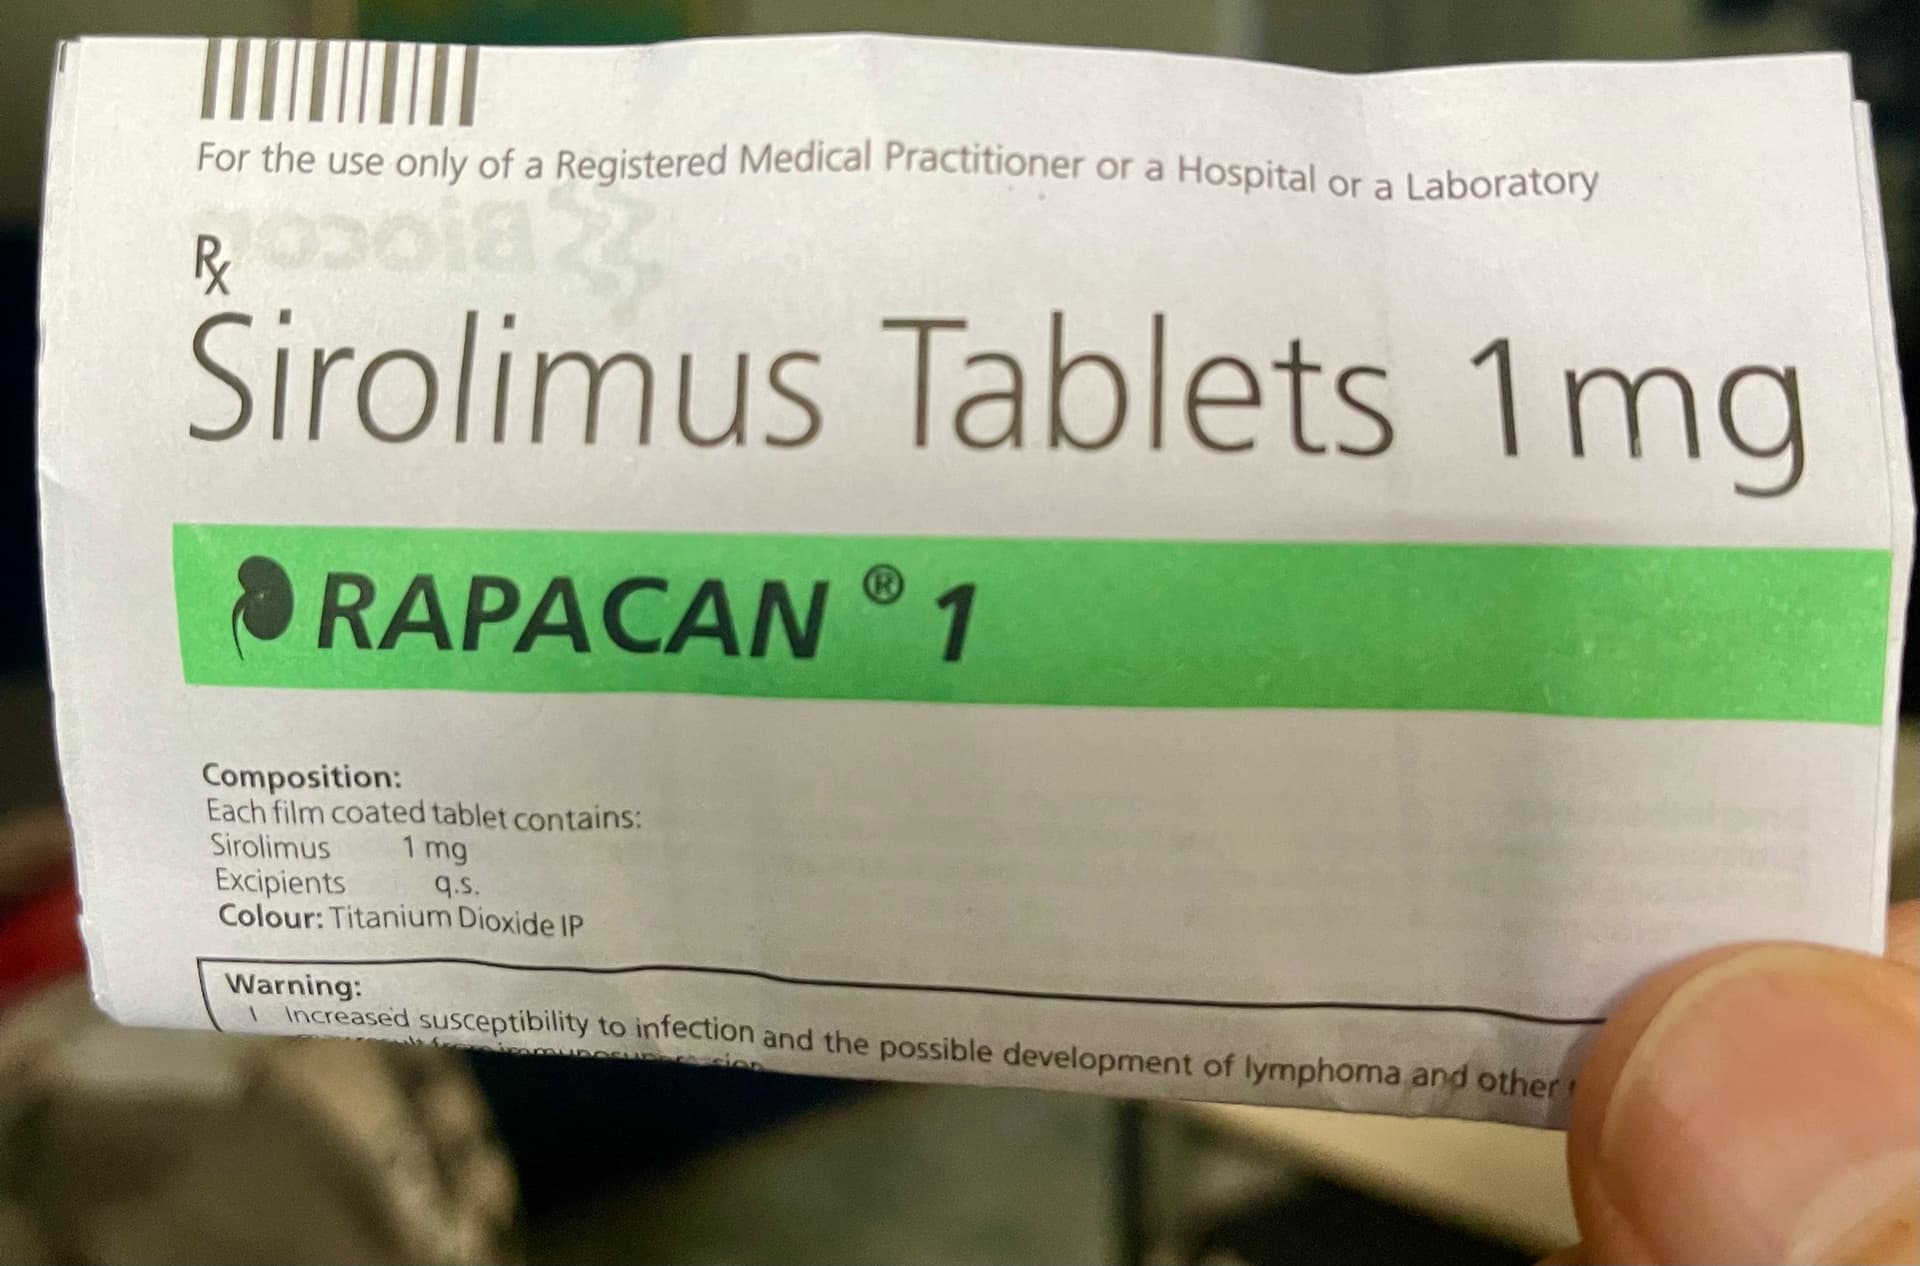 For the use only of a Registered Medical Practitioner or a Hospital or a Laboratory
Rx
Sirolimus Tablets 1mg
RAPACAN ® 1
Composition:
Each film coated tablet contains:
Sirolimus 1 mg
Excipients q.s.
Colour: Titanium Dioxide IP
Warning:
Increased susceptibility to infection and the possible development of lymphoma and other
immunosuppression